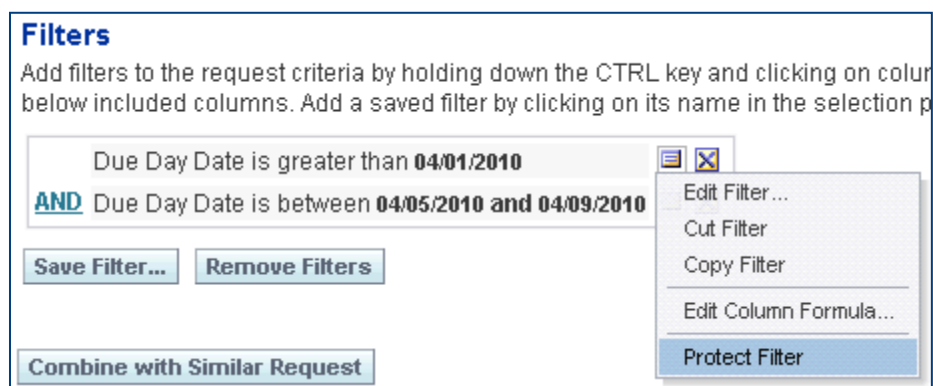 Filters
Add filters to the request criteria by holding down the CTRL key and clicking on
below included columns. Add a saved filter by clicking on its name in the selection
Due Day Date is greater than 04/01/2010
AND Due Day Date is between 04/05/2010 and 04/09/2010
Edit Filter...
Cut Filter
Copy Filter
Edit Column Formula...
Protect Filter
Save Filter... Remove Filters
Combine with Similar Request